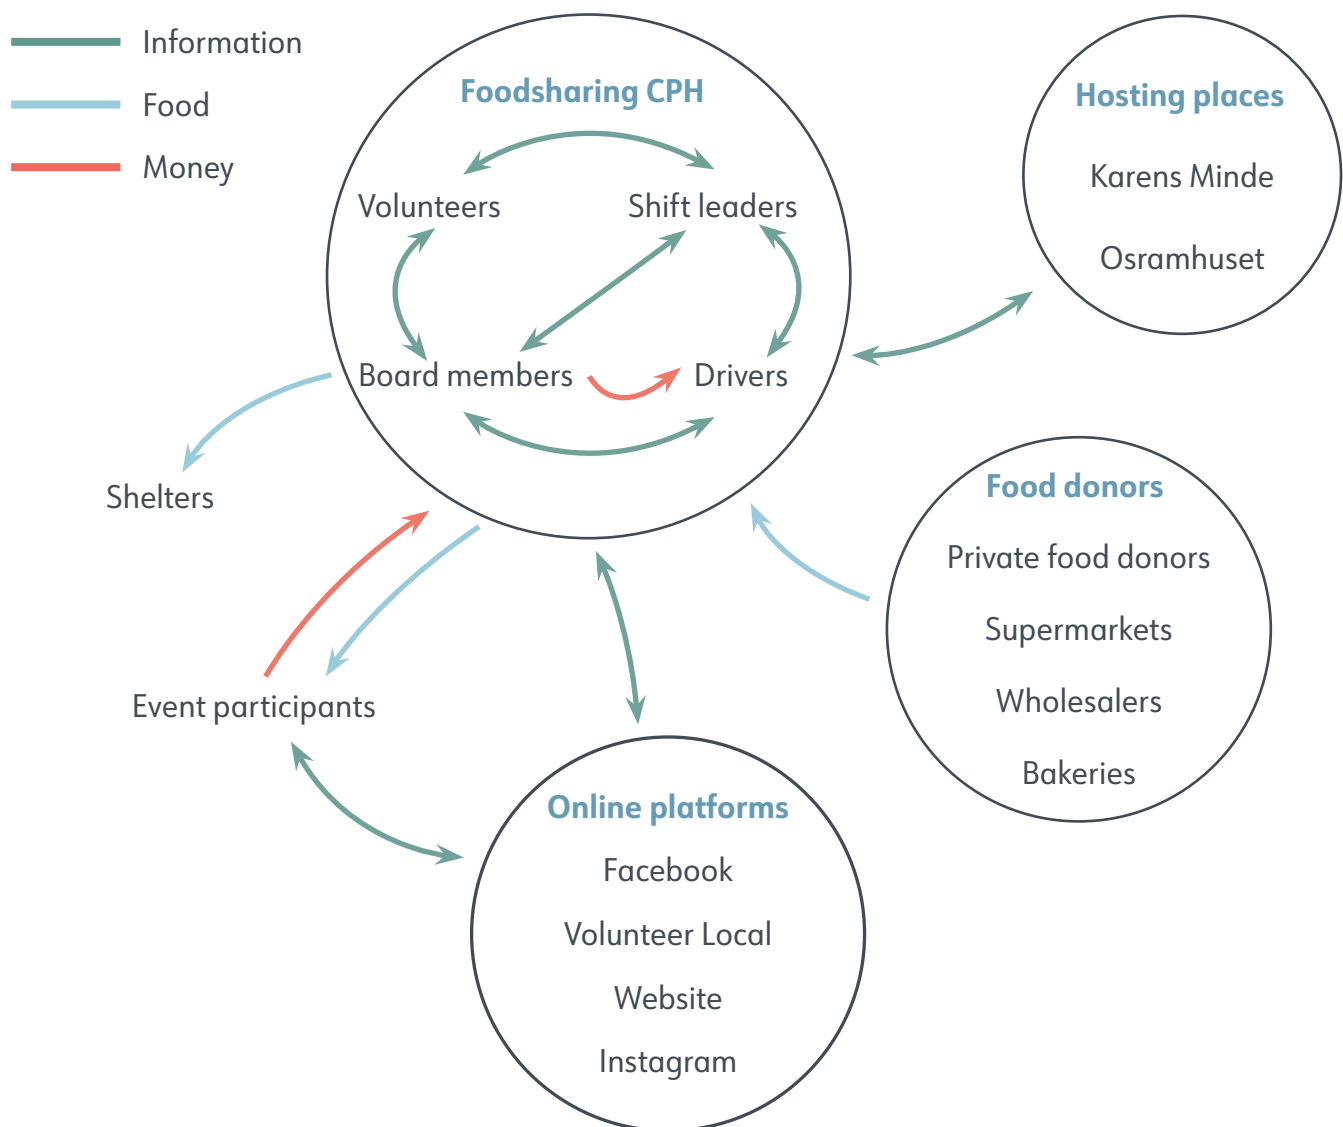 Information
Food
Money
Foodsharing CPH
Volunteers
Shift leaders
Board members
Drivers
Hosting places
Karens Minde
Osramhuset
Shelters
Food donors
Private food donors
Supermarkets
Wholesalers
Bakeries
Event participants
Online platforms
Facebook
Volunteer Local
Website
Instagram